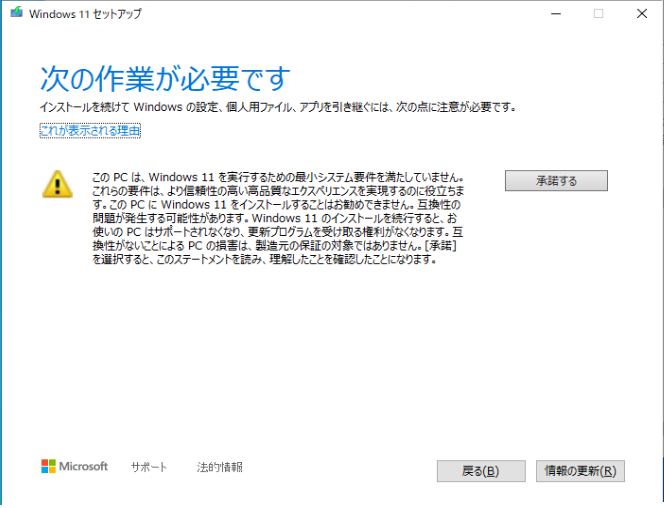 Windows 11 セットアップ
次の作業が必要です
インストールを続けて Windows の設定、個人用ファイル、アプリを引き継ぐには、次の点に注意が必要です。
これが表示される理由
この PC は、Windows 11 を実行するための最小システム要件を満たしていません。
これらの要件は、より信頼性の高い高品質なエクスペリエンスを実現するのに役立ちま
す。この PC に Windows 11 をインストールすることはお勧めできません。互換性の
問題が発生する可能性があります。Windows 11 のインストールを続行すると、お
使いの PC はサポートされなくなり、更新プログラムを受け取る権利がなくなります。互
換性がないことによる PC の損害は、製造元の保証の対象ではありません。[承諾]
を選択すると、このステートメントを読み、理解したことを確認したことになります。
承諾する
Microsoft
サポート
法的情報
戻る(B)
情報の更新(R)